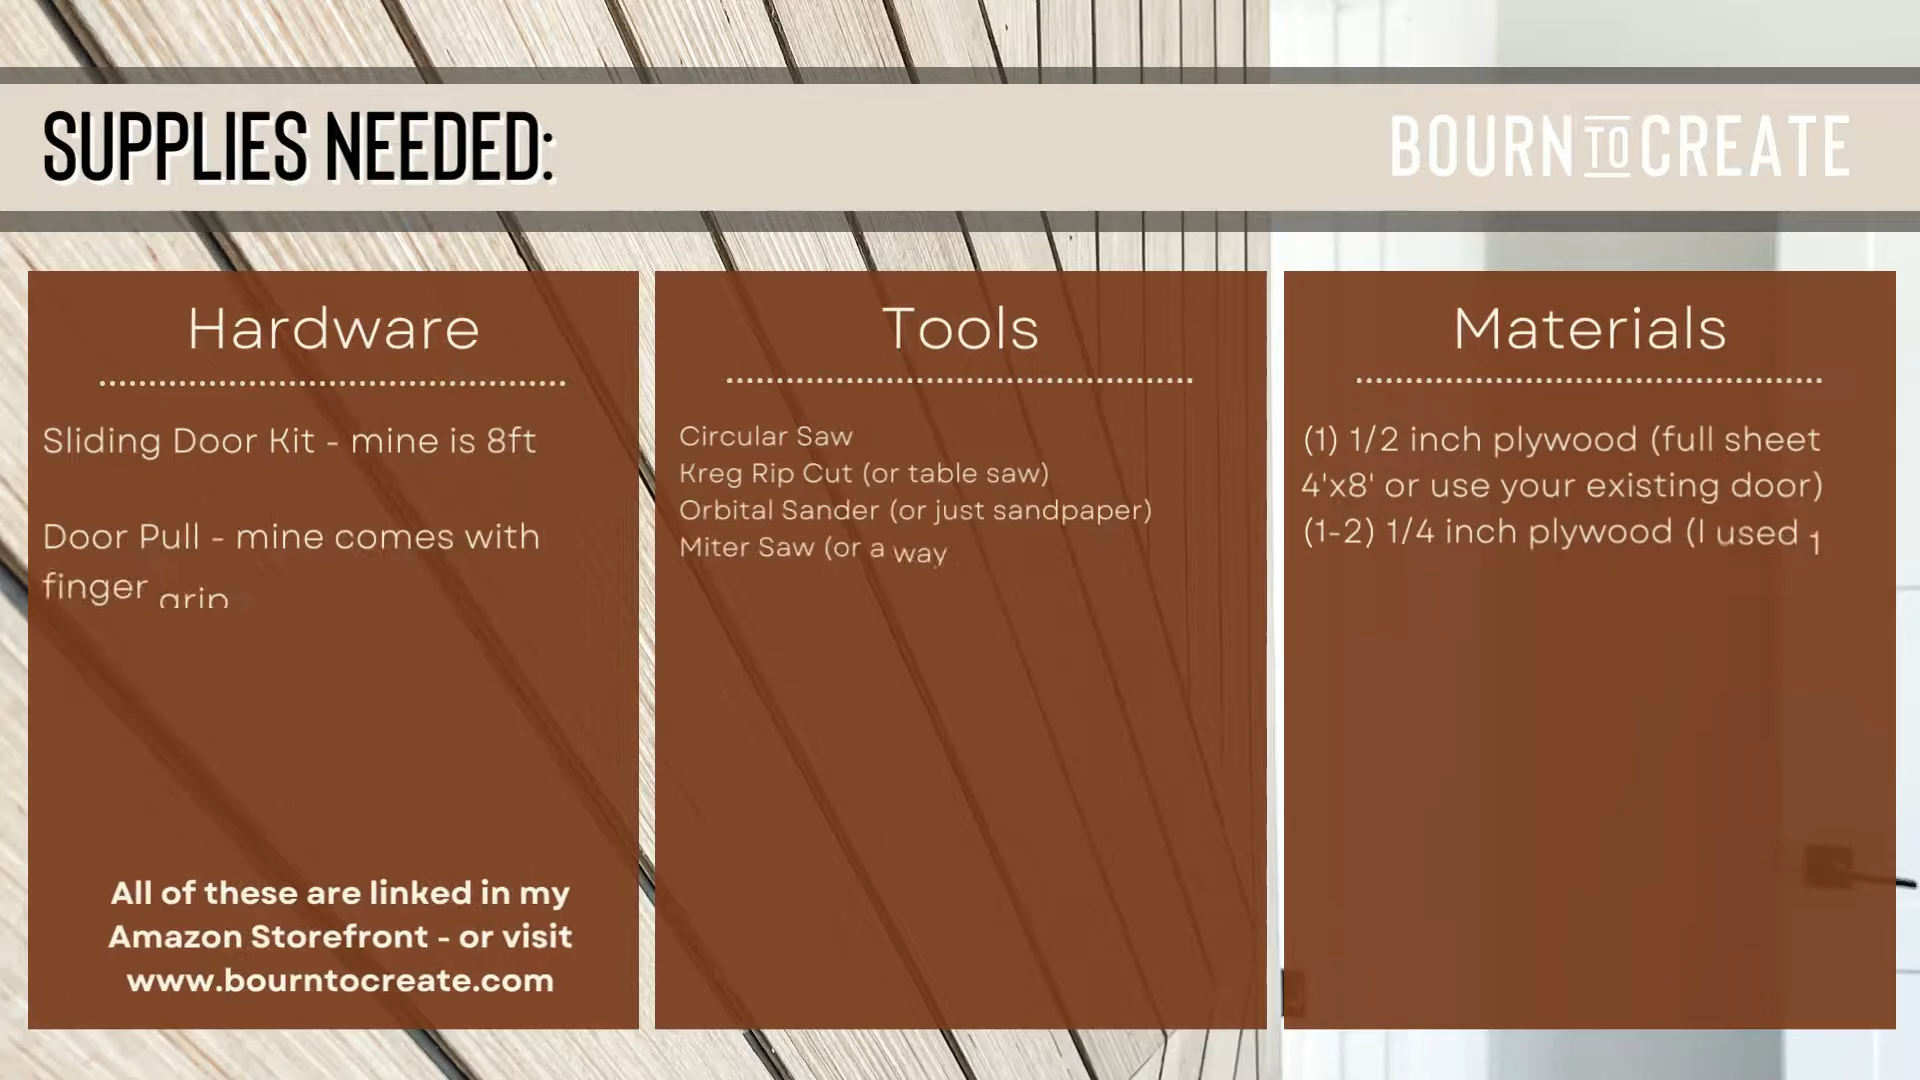 SUPPLIES NEEDED:
BOURN TO CREATE
Hardware
Sliding Door Kit - mine is 8ft
Door Pull - mine comes with
finger grip
All of these are linked in my
Amazon Storefront - or visit
www.bourntocreate.com
Tools
Circular Saw
Kreg Rip Cut (or table saw)
Orbital Sander (or just sandpaper)
Miter Saw (or a way
Materials
(1) 1/2 inch plywood (full sheet
4'x8' or use your existing door)
(1-2) 1/4 inch plywood (I used 1